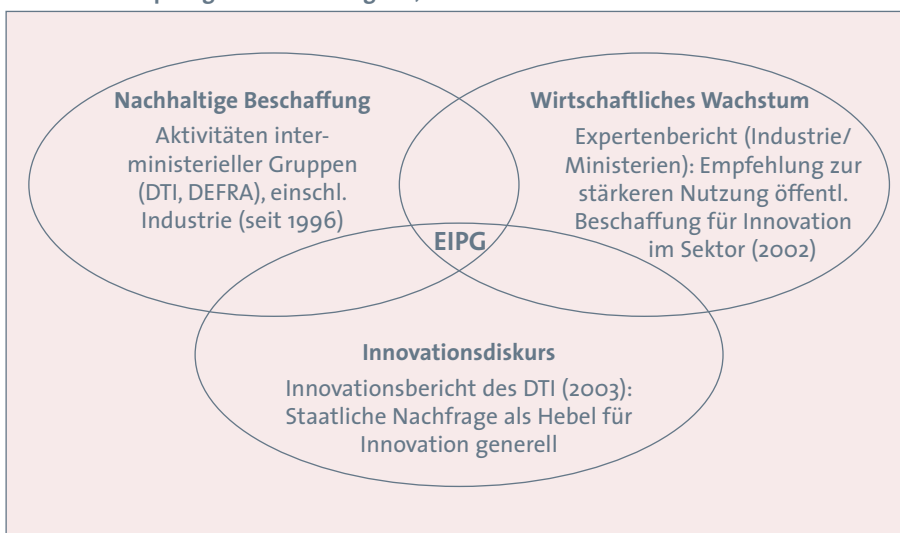 Nachhaltige Beschaffung
Aktivitäten inter-
ministerieller Gruppen
(DTI, DEFRA), einschl.
Industrie (seit 1996)
Wirtschaftliches Wachstum
Expertenbericht (Industrie/
Ministerien): Empfehlung zur
stärkeren Nutzung öffentl.
Beschaffung für Innovation
im Sektor (2002)
EIPG
Innovationsdiskurs
Innovationsbericht des DTI (2003):
Staatliche Nachfrage als Hebel für
Innovation generell